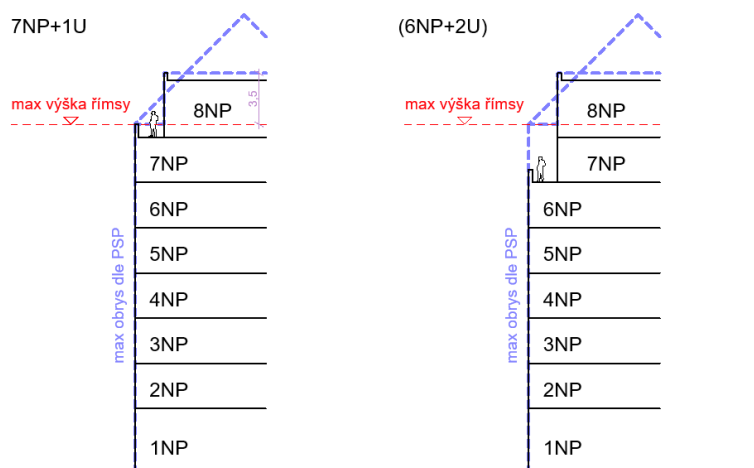 7NP+1U
max výška římsy
3,5
8NP
7NP
6NP
5NP
4NP
3NP
2NP
1NP
max obrys dle PSP
(6NP+2U)
max výška římsy
8NP
7NP
6NP
5NP
4NP
3NP
2NP
1NP
max obrys dle PSP